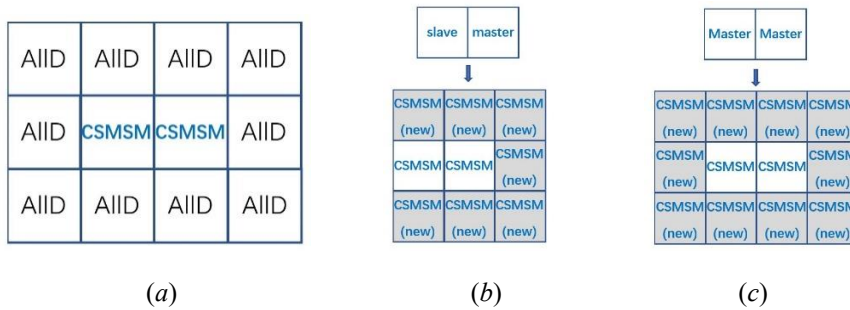 AllD AllD AllD AllD
AllD CSMSM CSMSM AllD
AllD AllD AllD AllD
(a)
slave master
CSMSM CSMSM CSMSM
(new) (new) (new)
CSMSM CSMSM CSMSM
(new)
CSMSM CSMSM CSMSM
(new) (new) (new)
(b)
Master Master
CSMSM CSMSM CSMSM CSMSM
(new) (new) (new) (new)
CSMSM CSMSM CSMSM CSMSM
(new) (new)
CSMSM CSMSM CSMSM CSMSM
(new) (new) (new) (new)
(c)